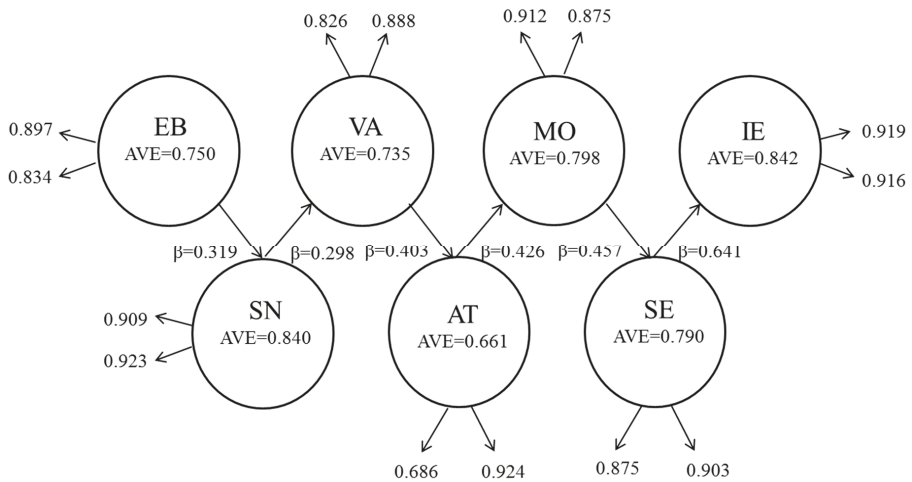 0.826
0.888
0.912
0.875
EB
AVE=0.750
VA
AVE=0.735
MO
AVE=0.798
IE
AVE=0.842
0.897
0.834
0.919
0.916
β=0.319
β=0.298
β=0.403
β=0.426
β=0.457
β=0.641
SN
AVE=0.840
AT
AVE=0.661
SE
AVE=0.790
0.909
0.923
0.686
0.924
0.875
0.903